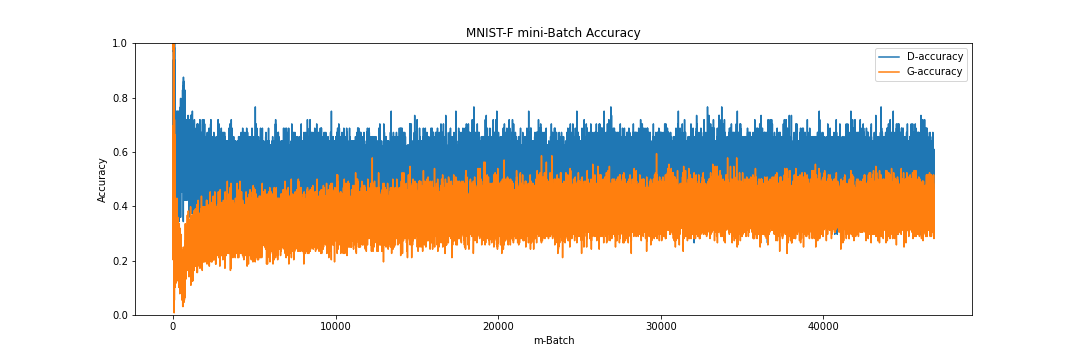 MNIST-F mini-Batch Accuracy
1.0
0.8
0.6
0.4
0.2
0.0
Accuracy
D-accuracy
G-accuracy
0 10000 20000 30000 40000
m-Batch